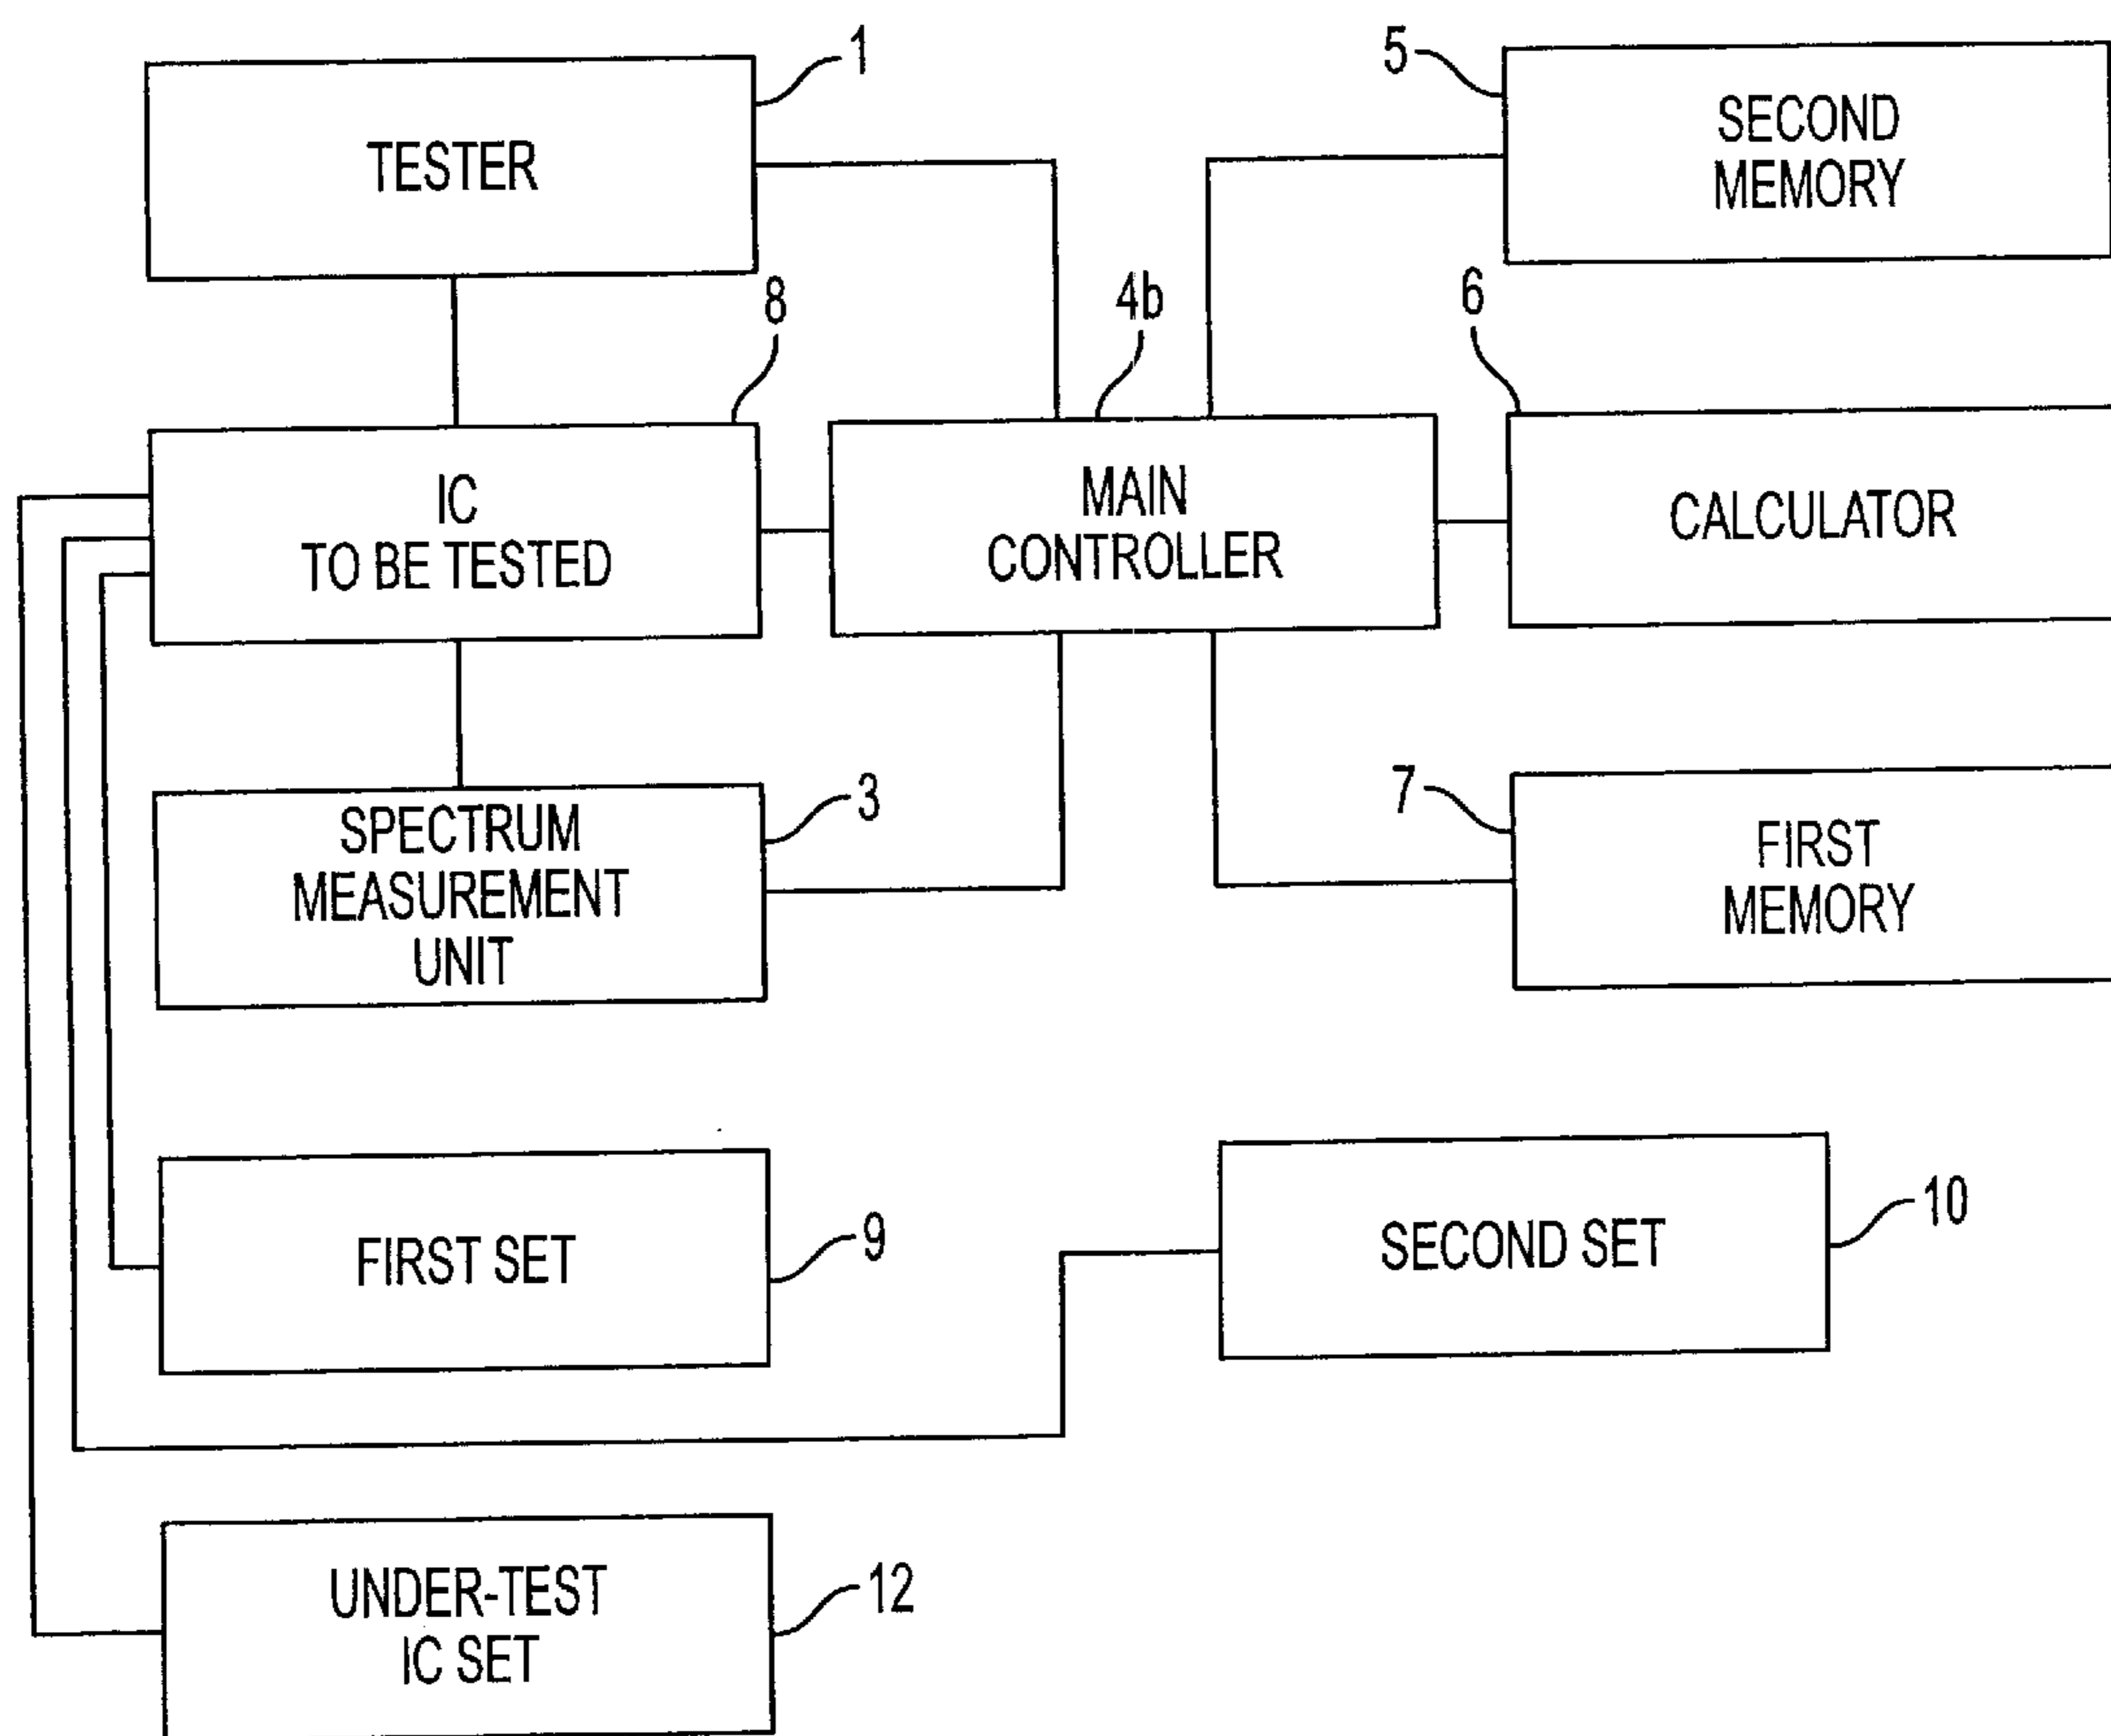 1
TESTER
5
SECOND
MEMORY
8
IC
TO BE TESTED
4b
MAIN
CONTROLLER
6
CALCULATOR
3
SPECTRUM
MEASUREMENT
UNIT
7
FIRST
MEMORY
9
FIRST SET
10
SECOND SET
12
UNDER-TEST
IC SET